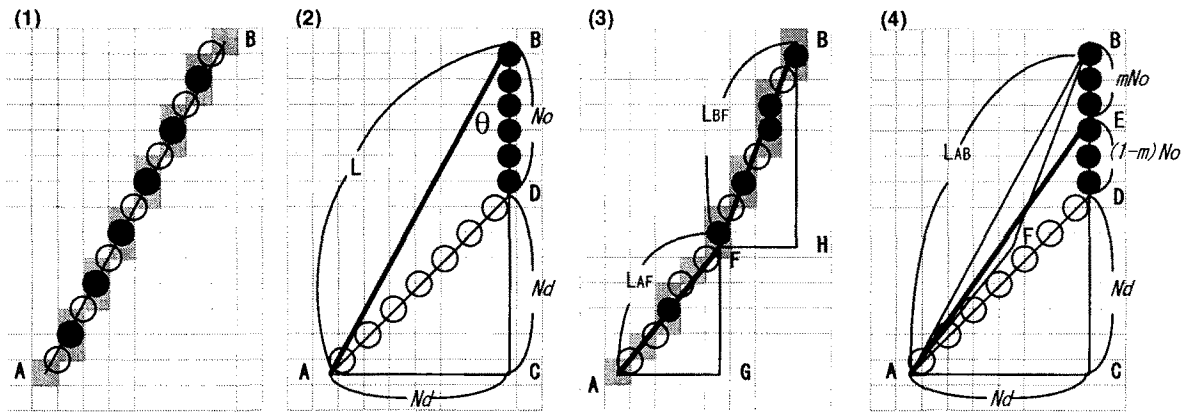 (1)
B
A
(2)
B
No
θ
L
D
Nd
A
C
Nd
(3)
B
LBF
F
H
LAF
A
G
(4)
B
mNo
E
LAB
(1-m)No
D
F
Nd
A
C
Nd